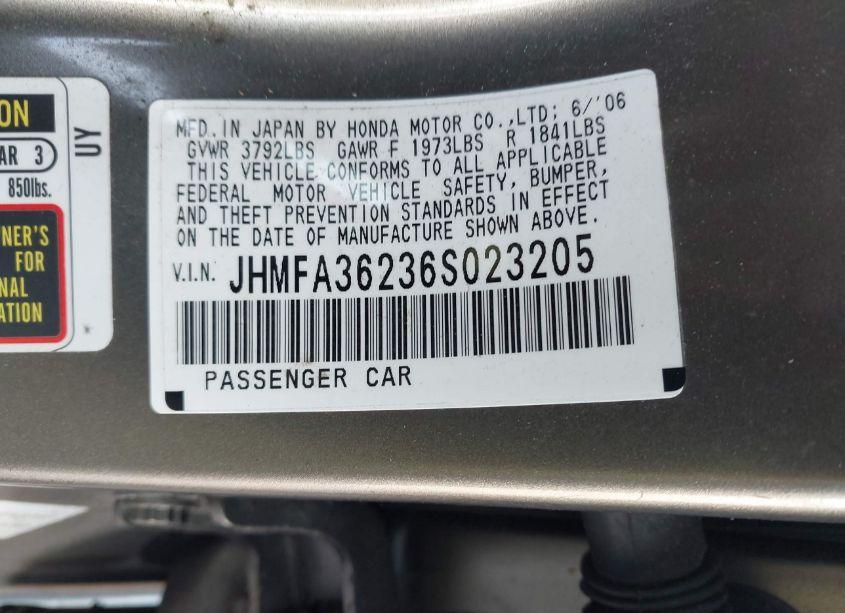 ON
AR 3
850lbs.
NER'S
FOR
NAL
ATION
UY
MFD. IN JAPAN BY HONDA MOTOR CO.,LTD; 6/'06
GVWR 3792LBS GAWR F 1973LBS R 1841LBS
THIS VEHICLE CONFORMS TO ALL APPLICABLE
FEDERAL MOTOR VEHICLE SAFETY, BUMPER,
AND THEFT PREVENTION STANDARDS IN EFFECT
ON THE DATE OF MANUFACTURE SHOWN ABOVE.
V.I.N. JHMFA36236S023205
PASSENGER CAR